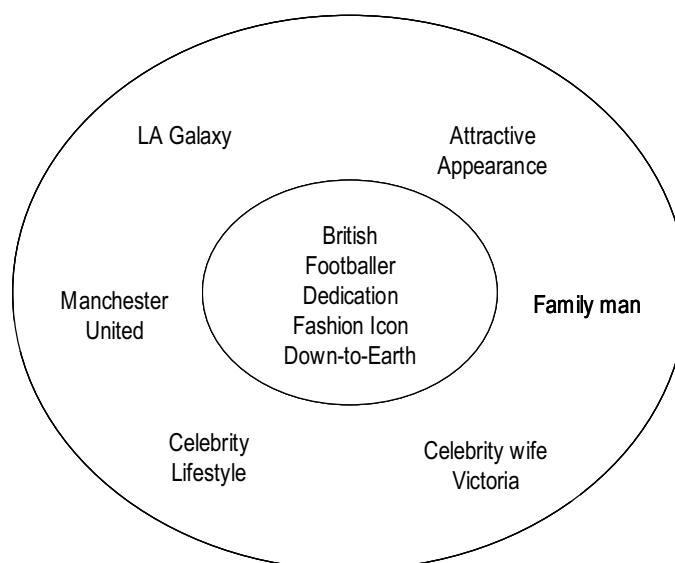 LA Galaxy
Attractive
Appearance
British
Footballer
Dedication
Fashion Icon
Down-to-Earth
Manchester
United
Family man
Celebrity
Lifestyle
Celebrity wife
Victoria